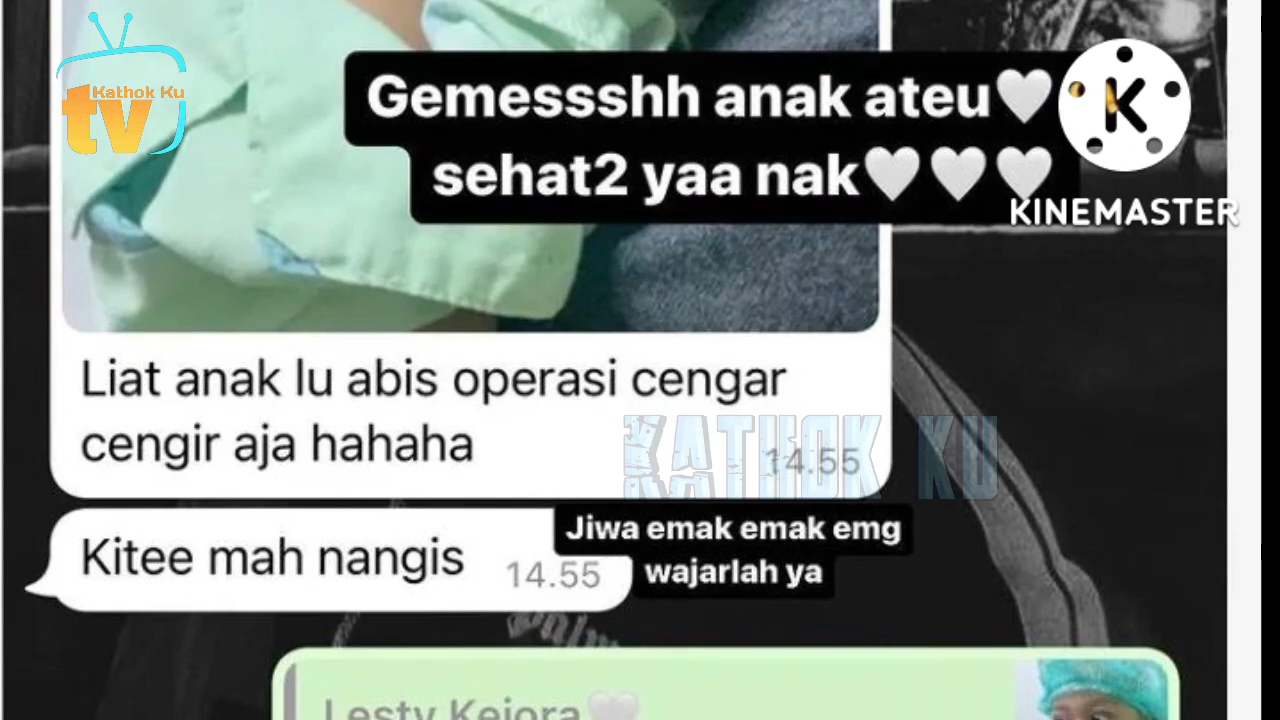 Kathok Ku
tv
Gemessshh anak ateu🤍
sehat2 yaa nak🤍🤍🤍
K
KINEMASTER
Liat anak lu abis operasi cengar
cengir aja hahaha
14.55
KATHOK KU
Kitee mah nangis
14.55
Jiwa emak emak emg
wajarlah ya
Lesty Kejora🤍